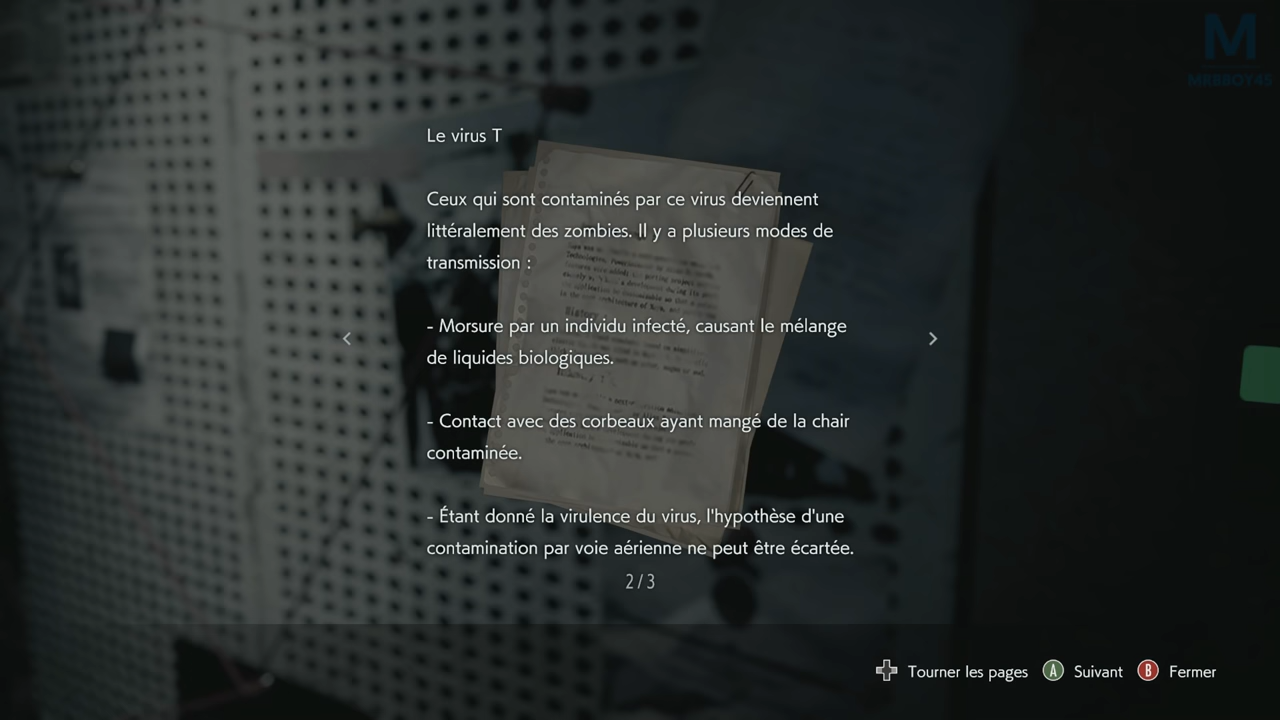 M
MRBBOY45
Le virus T
Ceux qui sont contaminés par ce virus deviennent
littéralement des zombies. Il y a plusieurs modes de
transmission :
- Morsure par un individu infecté, causant le mélange
de liquides biologiques.
- Contact avec des corbeaux ayant mangé de la chair
contaminée.
- Étant donné la virulence du virus, l'hypothèse d'une
contamination par voie aérienne ne peut être écartée.
2 / 3
Tourner les pages A Suivant B Fermer